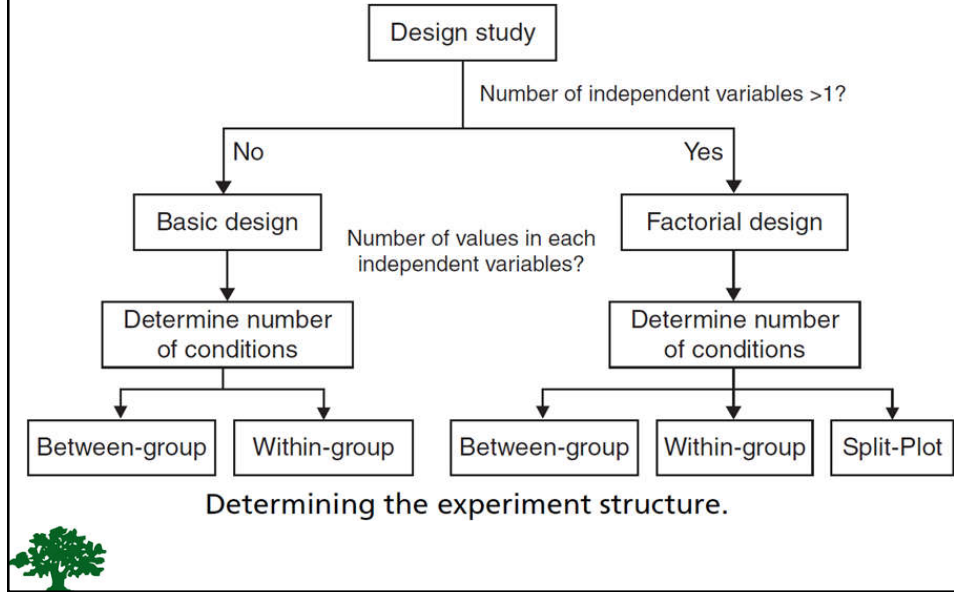 Design study
Number of independent variables >1?
No
Yes
Basic design
Factorial design
Number of values in each
independent variables?
Determine number
of conditions
Determine number
of conditions
Between-group
Within-group
Between-group
Within-group
Split-Plot
Determining the experiment structure.